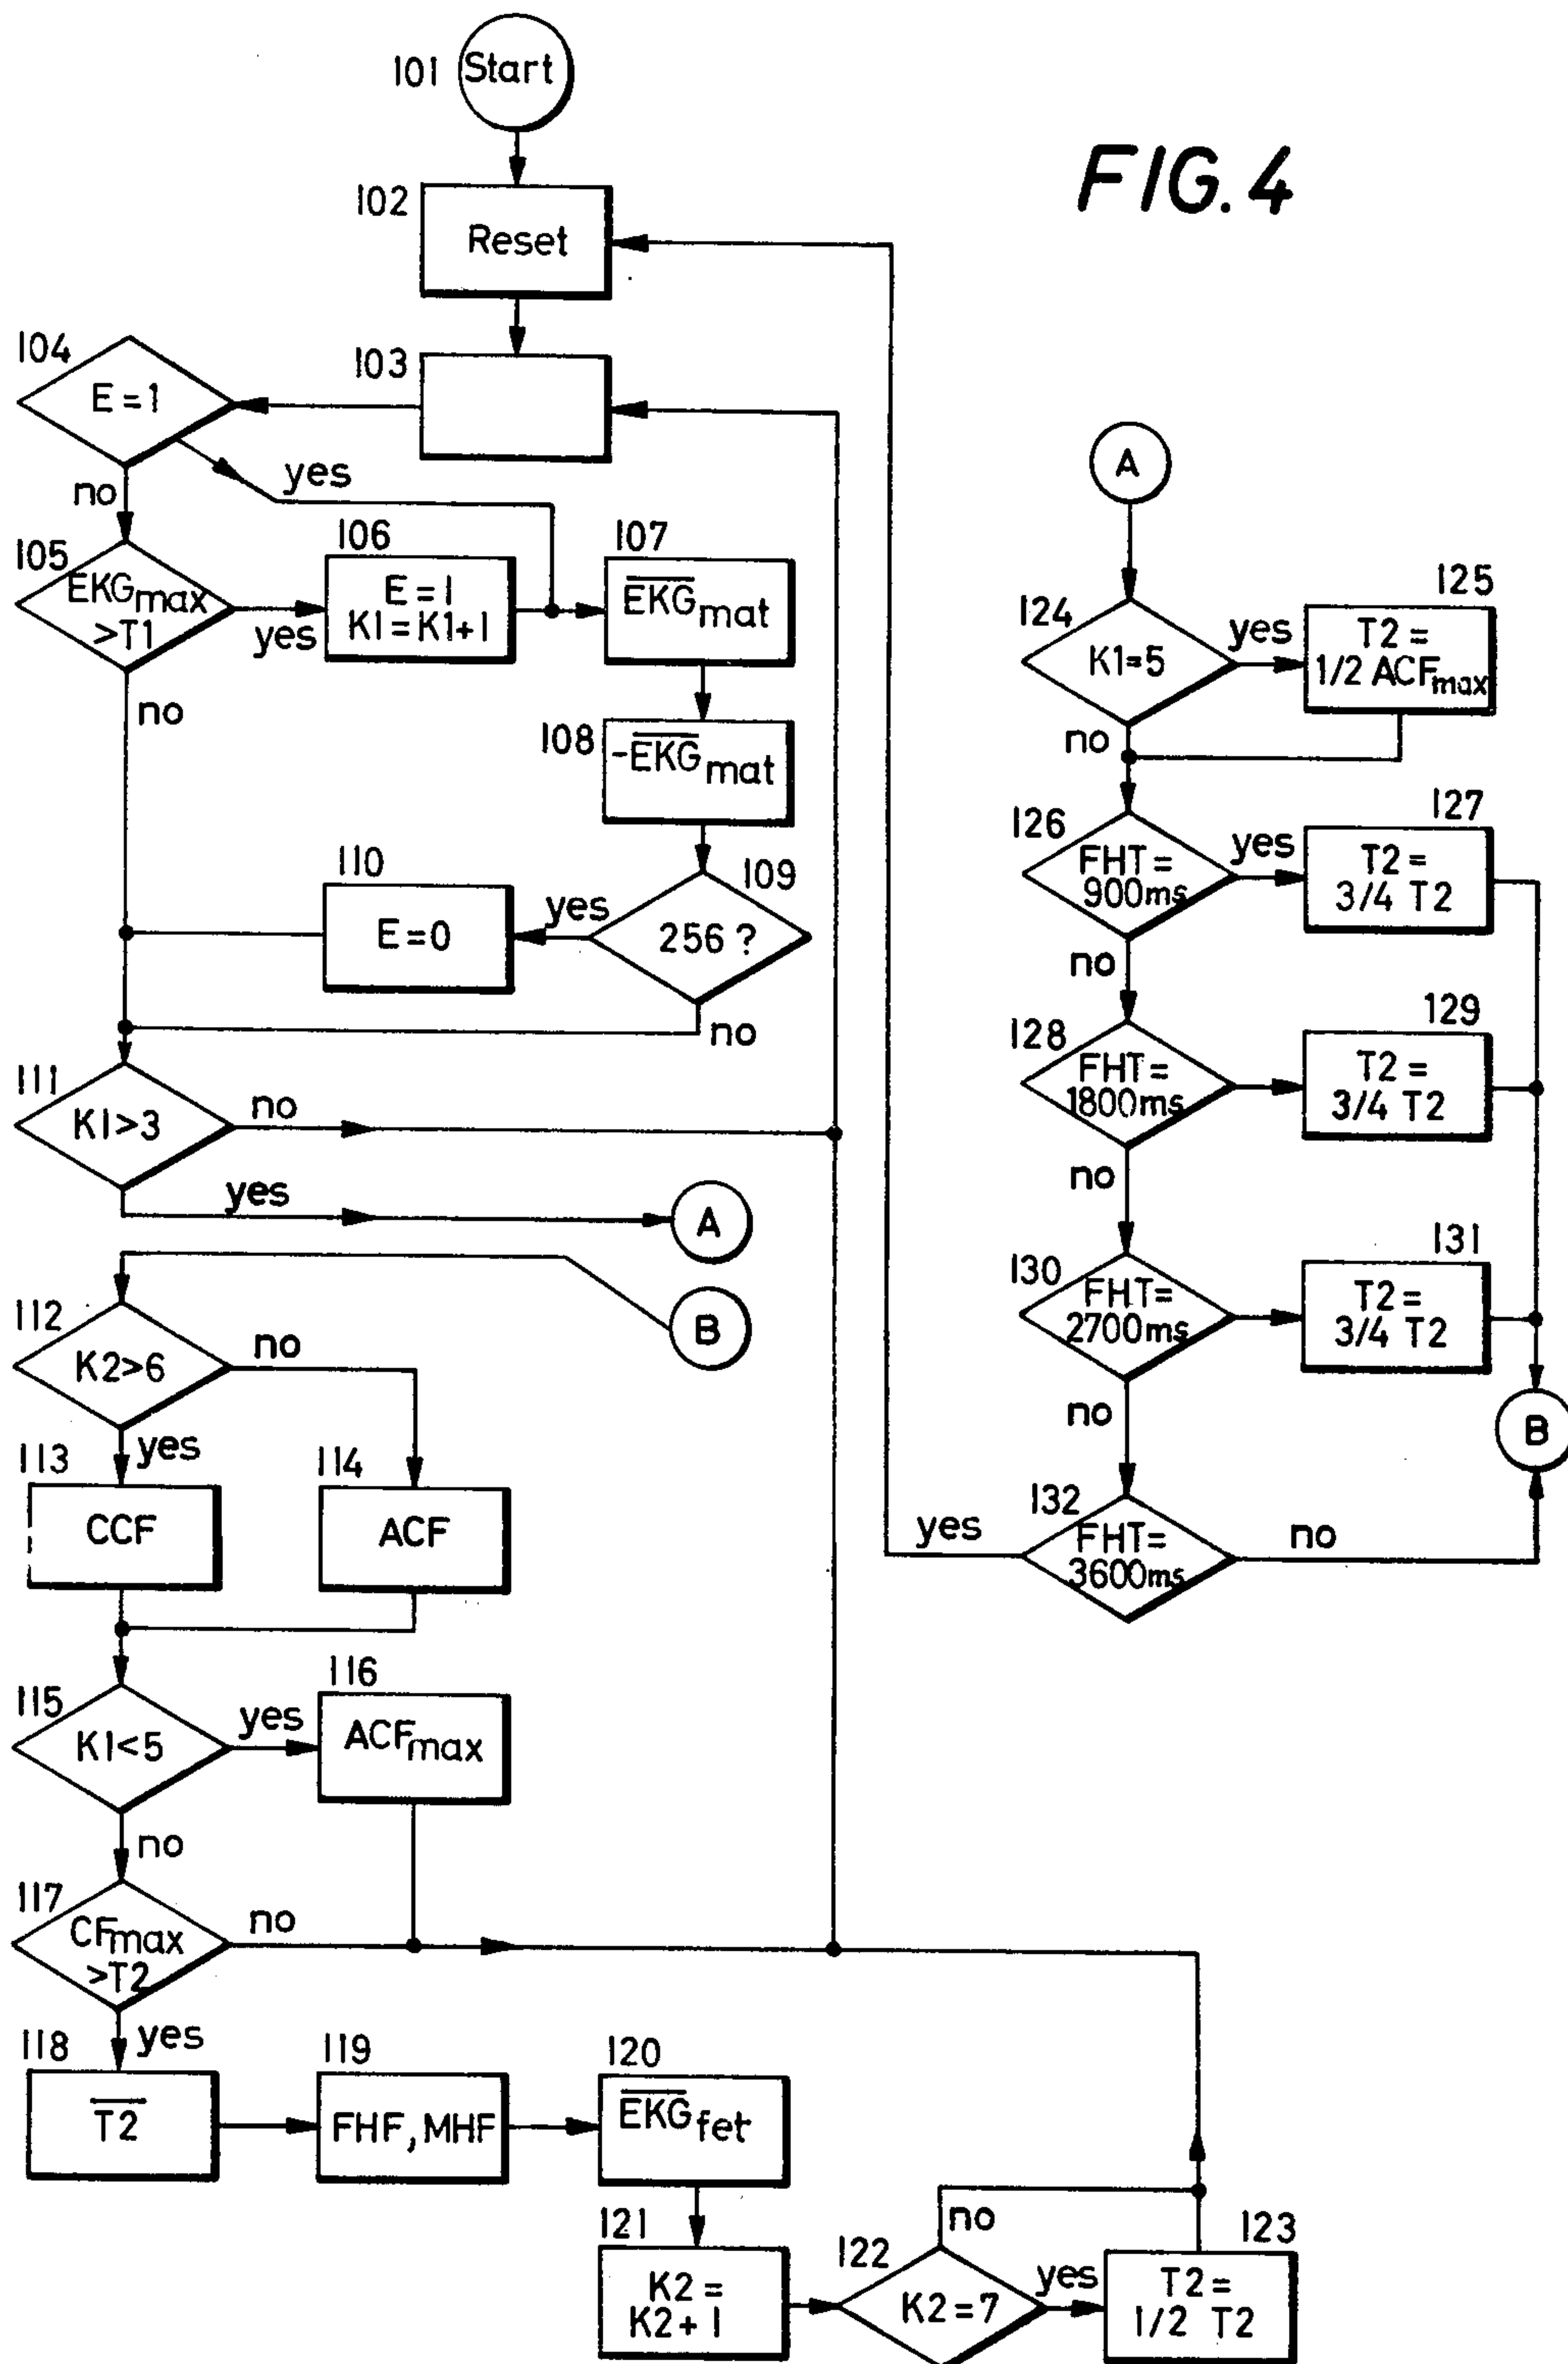 FIG. 4
101
Start
102
Reset
103
104
E = 1
yes
no
105
EKGmax
>T1
yes
no
106
E = 1
K1 = K1+1
107
E̅K̅G̅mat
108
-E̅K̅G̅mat
109
256 ?
yes
no
110
E = 0
111
K1>3
no
yes
A
B
112
K2>6
no
yes
113
CCF
114
ACF
115
K1<5
yes
no
116
ACFmax
117
CFmax
>T2
no
yes
118
T̅2̅
119
FHF, MHF
120
E̅K̅G̅fet
121
K2 =
K2 + 1
122
K2 = 7
no
yes
123
T2 =
1/2 T2
A
124
K1=5
yes
no
125
T2 =
1/2 ACFmax
126
FHT=
900ms
yes
no
127
T2 =
3/4 T2
128
FHT=
1800ms
no
129
T2 =
3/4 T2
130
FHT=
2700ms
no
131
T2 =
3/4 T2
B
132
FHT=
3600ms
yes
no